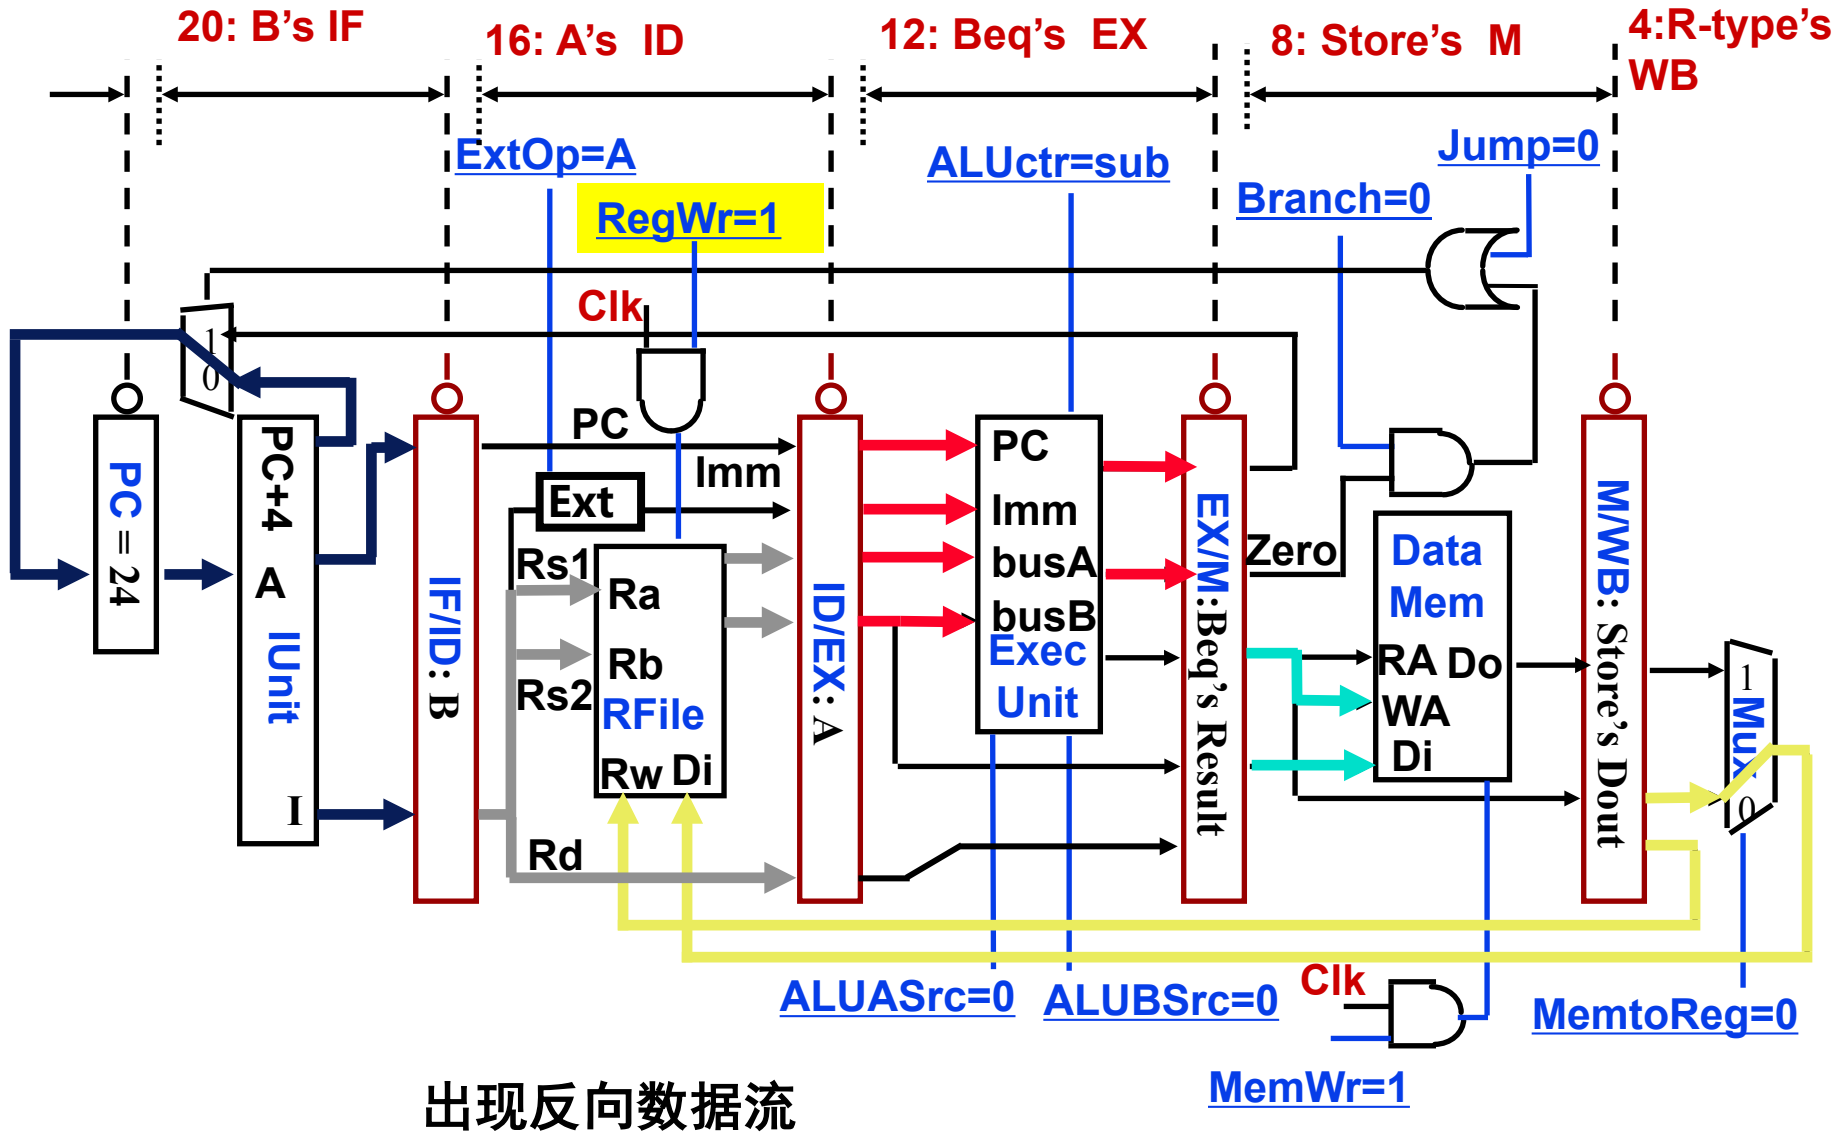 20: B's IF
16: A's ID
12: Beq's EX
8: Store's M
4:R-type's
WB
ExtOp=A
ALUctr=sub
Jump=0
Branch=0
RegWr=1
Clk
1
0
PC
Imm
Ext
PC = 24
PC+4
A
IUnit
I
IF/ID: B
Rs1
Rs2
Ra
Rb
RFile
Rw Di
Rd
ID/EX: A
PC
Imm
busA
busB
Exec
Unit
EX/M:Beq's Result
Zero
Data
Mem
RA Do
WA
Di
M/WB: Store's Dout
1
Mux
0
ALUASrc=0
ALUBSrc=0
Clk
MemtoReg=0
MemWr=1
出现反向数据流